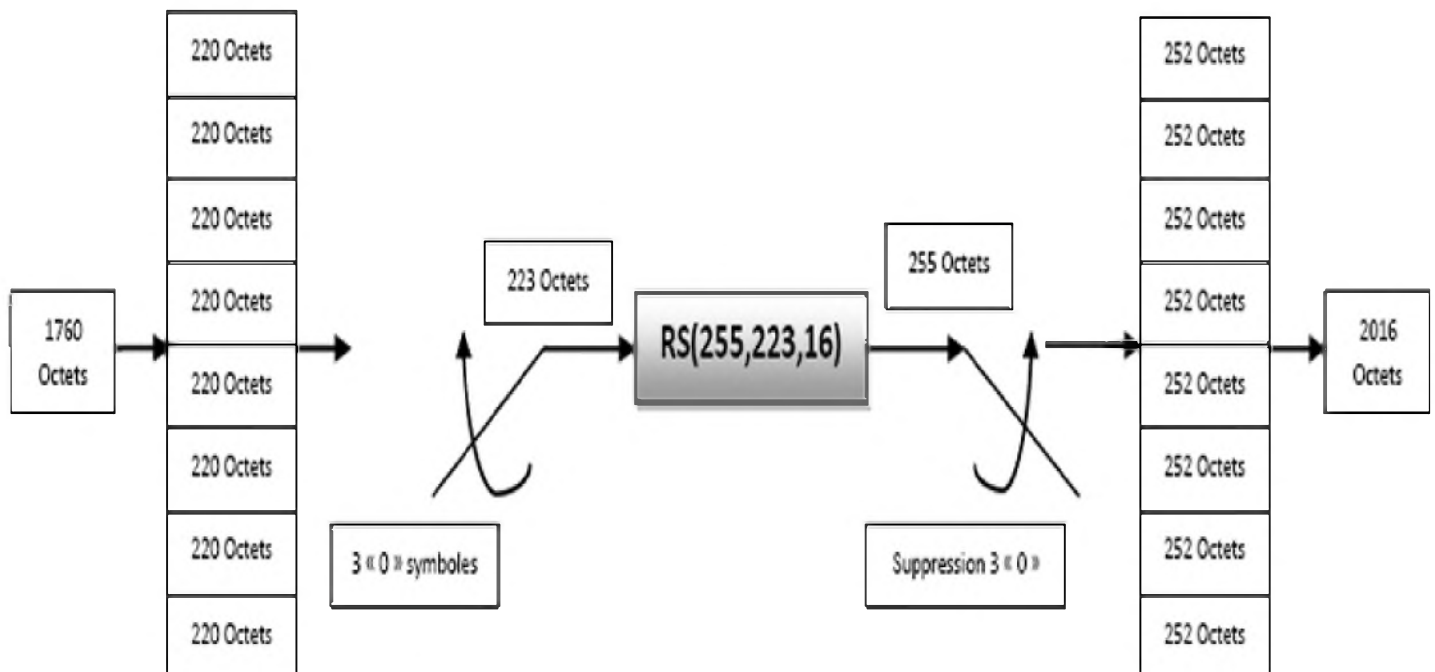 1760
Octets
220 Octets
220 Octets
220 Octets
220 Octets
220 Octets
220 Octets
220 Octets
220 Octets
3 « 0 » symboles
223 Octets
RS(255,223,16)
255 Octets
Suppression 3 « 0 »
252 Octets
252 Octets
252 Octets
252 Octets
252 Octets
252 Octets
252 Octets
252 Octets
2016
Octets